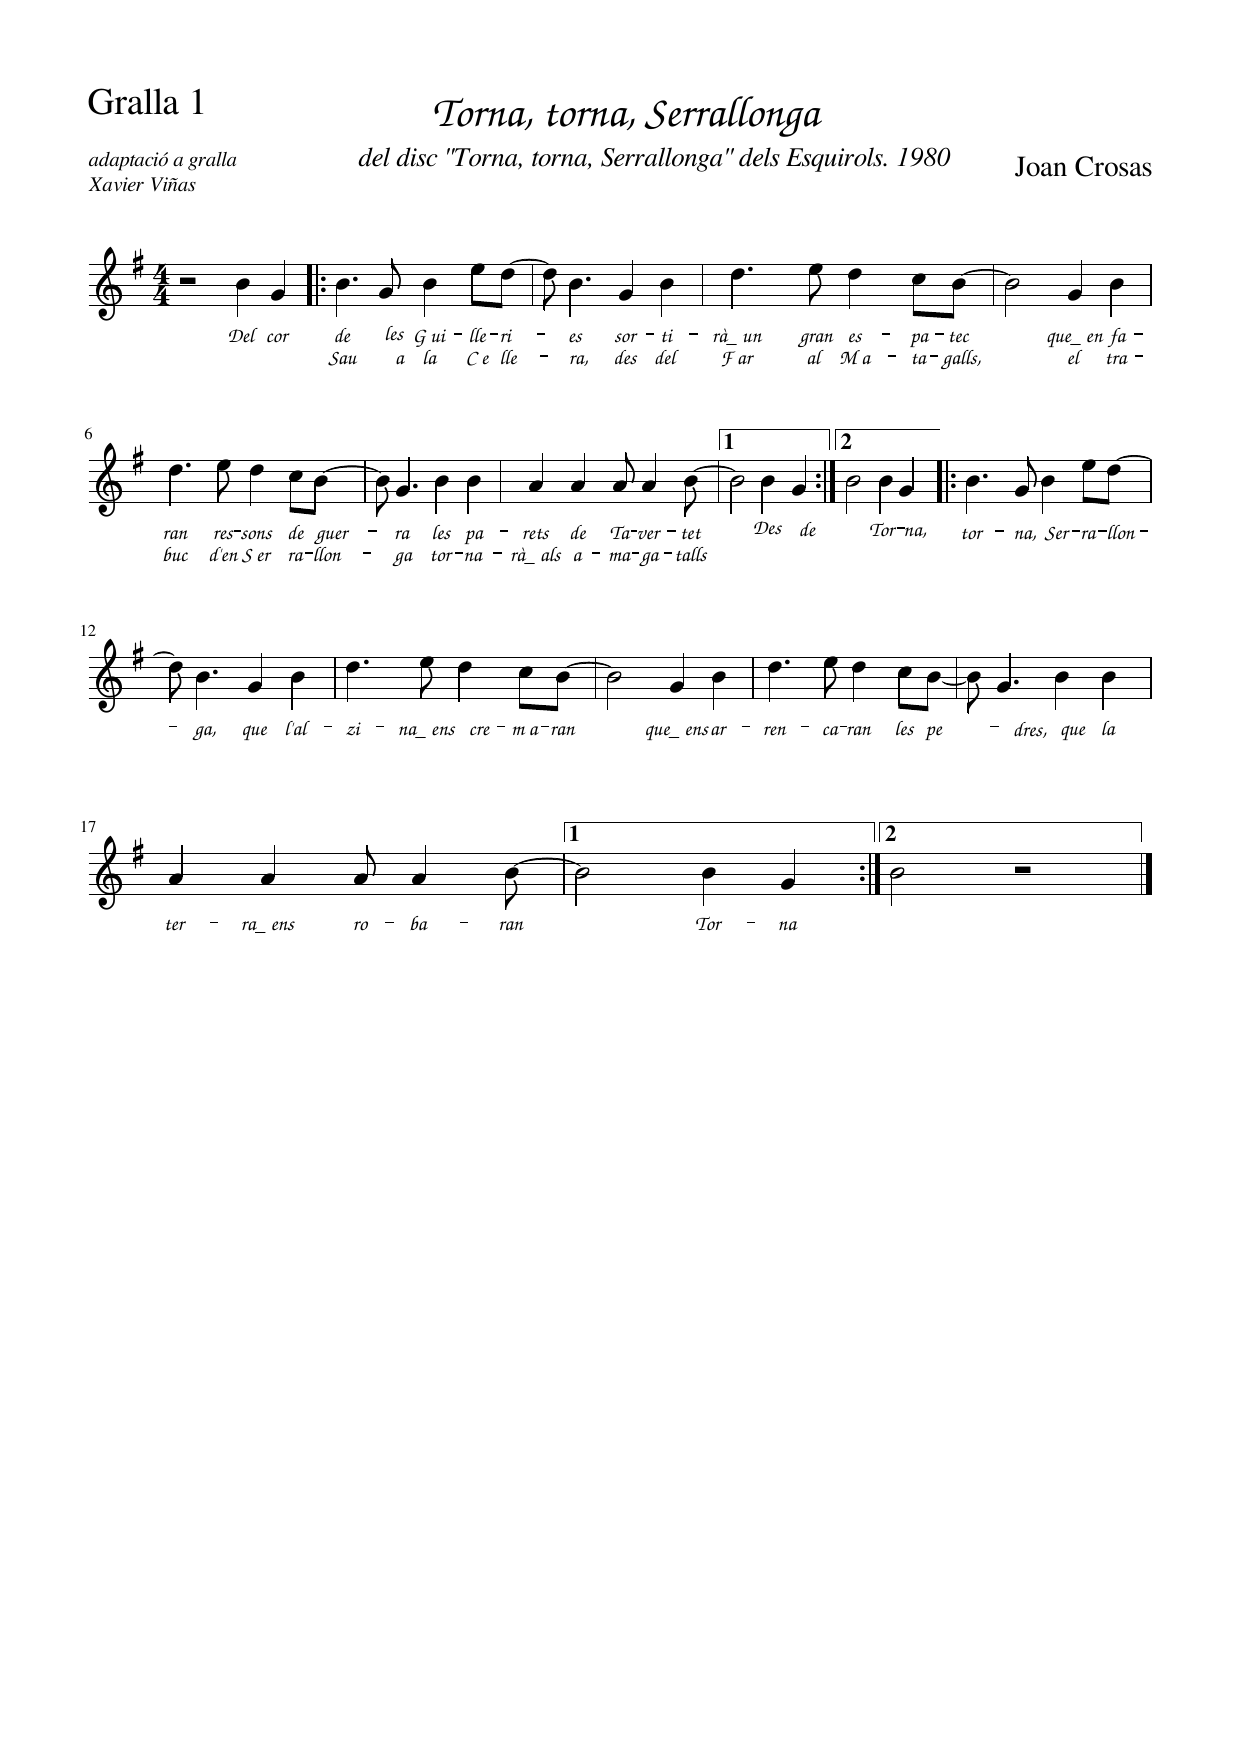 Gralla 1
Torna, torna, Serrallonga
adaptació a gralla
Xavier Viñas
del disc "Torna, torna, Serrallonga" dels Esquirols. 1980
Joan Crosas
4
4
Del cor de les Gui - lle - ri - es sor - ti - rà_ un gran es - pa - tec que_ en fa -
Sau a la Ce lle - ra, des del Far al Ma - ta - galls, el tra -
6
1 2
ran res - sons de guer - ra les pa - rets de Ta - ver - tet Des de Tor - na, tor - na, Ser - ra - llon -
buc d'en Ser ra - llon - ga tor - na - rà_ als a - ma - ga - talls
12
- ga, que l'al - zi - na_ ens cre - ma - ran que_ ens ar - ren - ca - ran les pe - dres, que la
17
1 2
ter - ra_ ens ro - ba - ran Tor - na